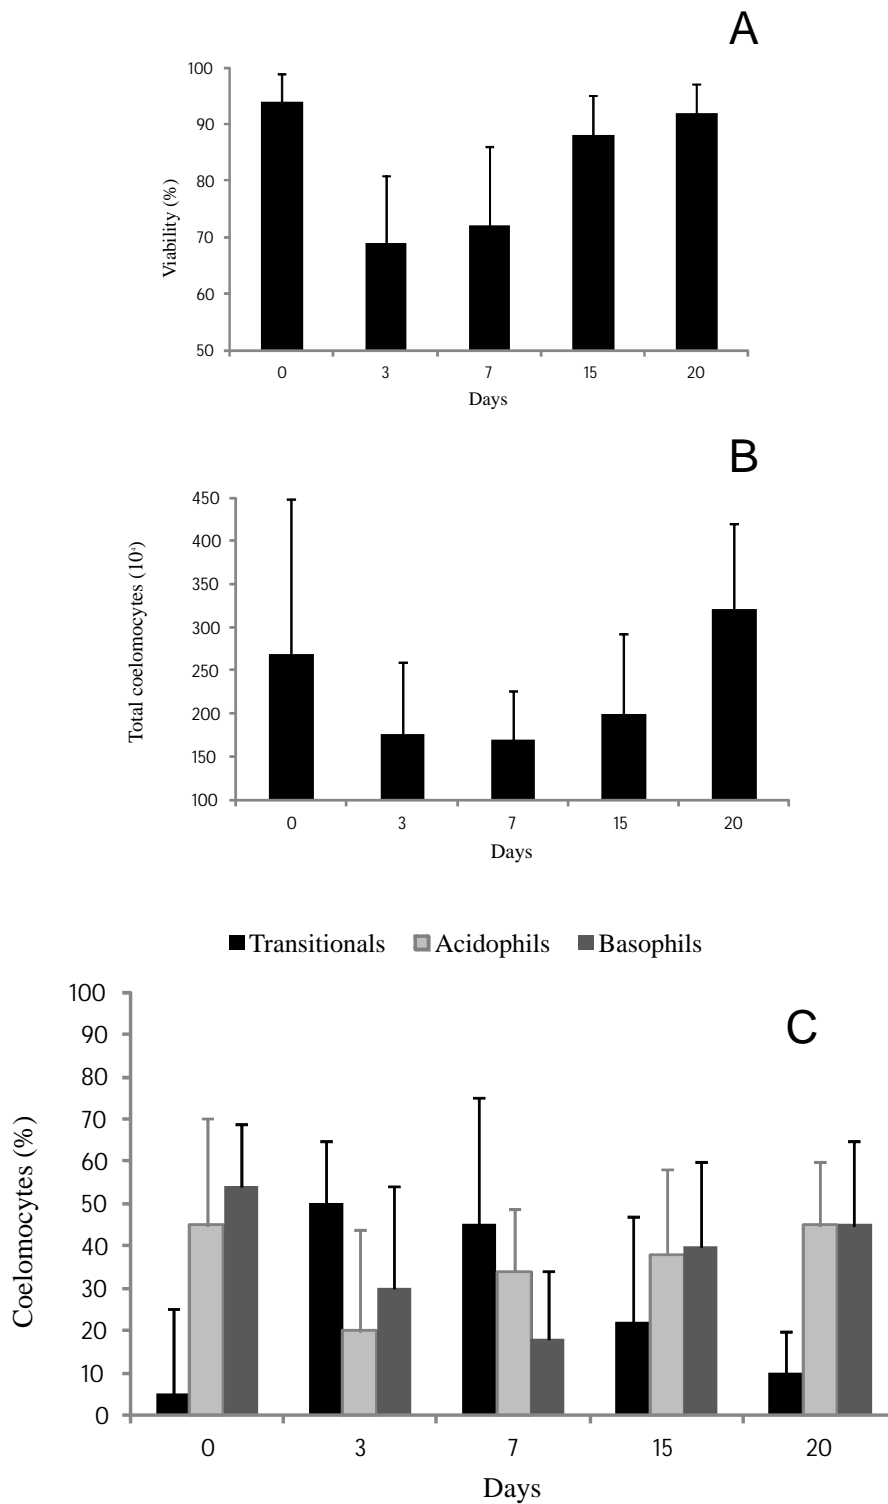 A
100
90
80
70
60
50
Viability (%)
0 3 7 15 20
Days
B
450
400
350
300
250
200
150
100
Total coelomocytes (10⁴)
0 3 7 15 20
Days
Transitionals Acidophils Basophils
C
100
90
80
70
60
50
40
30
20
10
0
Coelomocytes (%)
0 3 7 15 20
Days